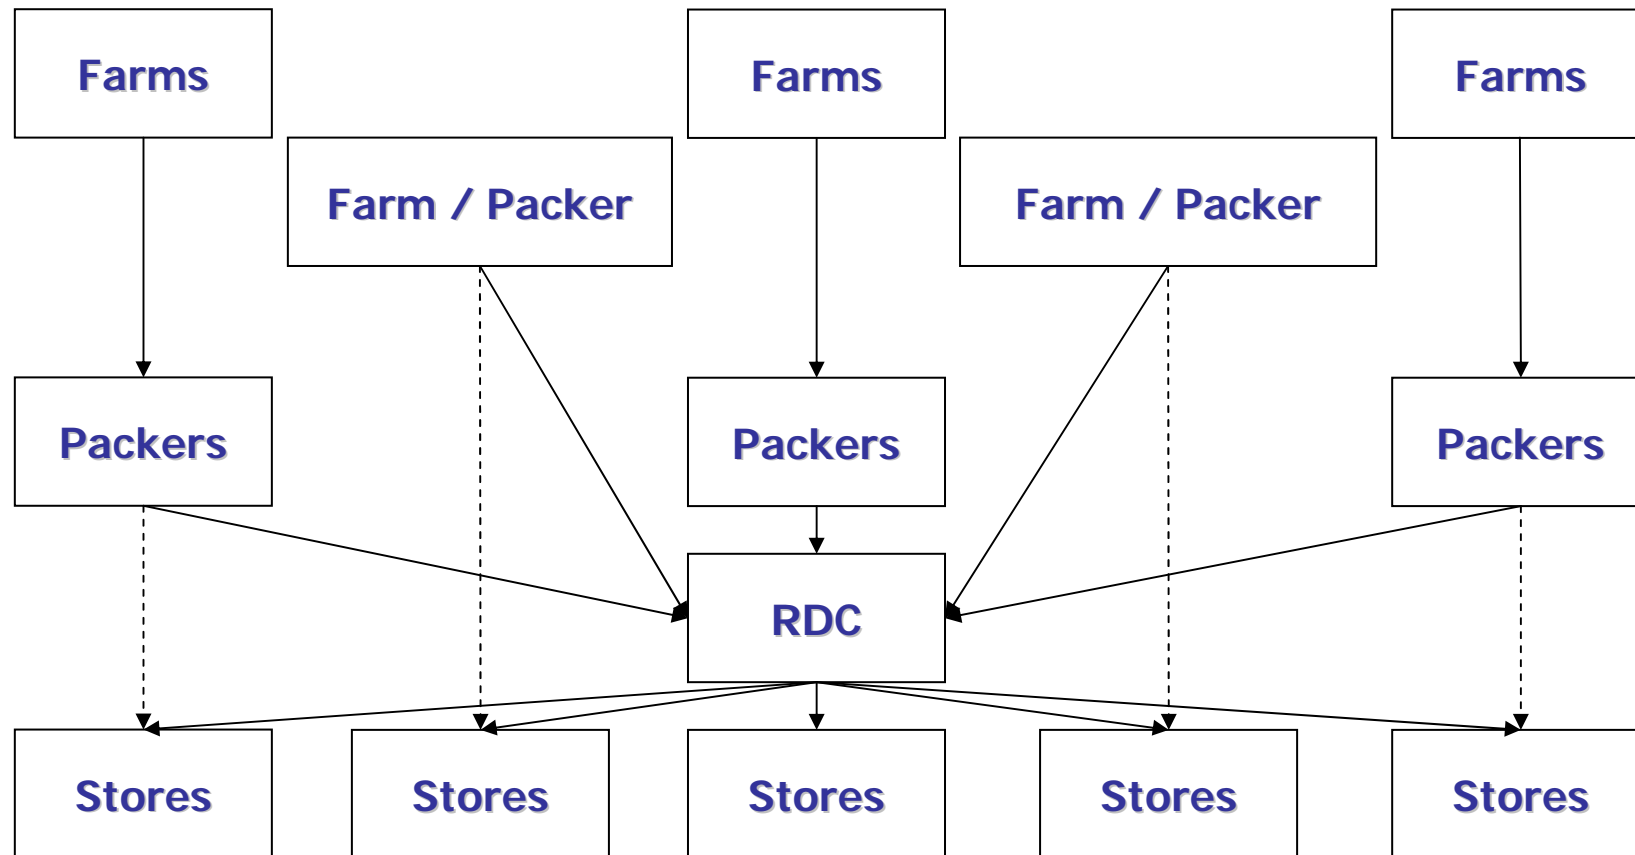 Farms
Farms
Farms
Farm / Packer
Farm / Packer
Packers
Packers
Packers
RDC
Stores
Stores
Stores
Stores
Stores